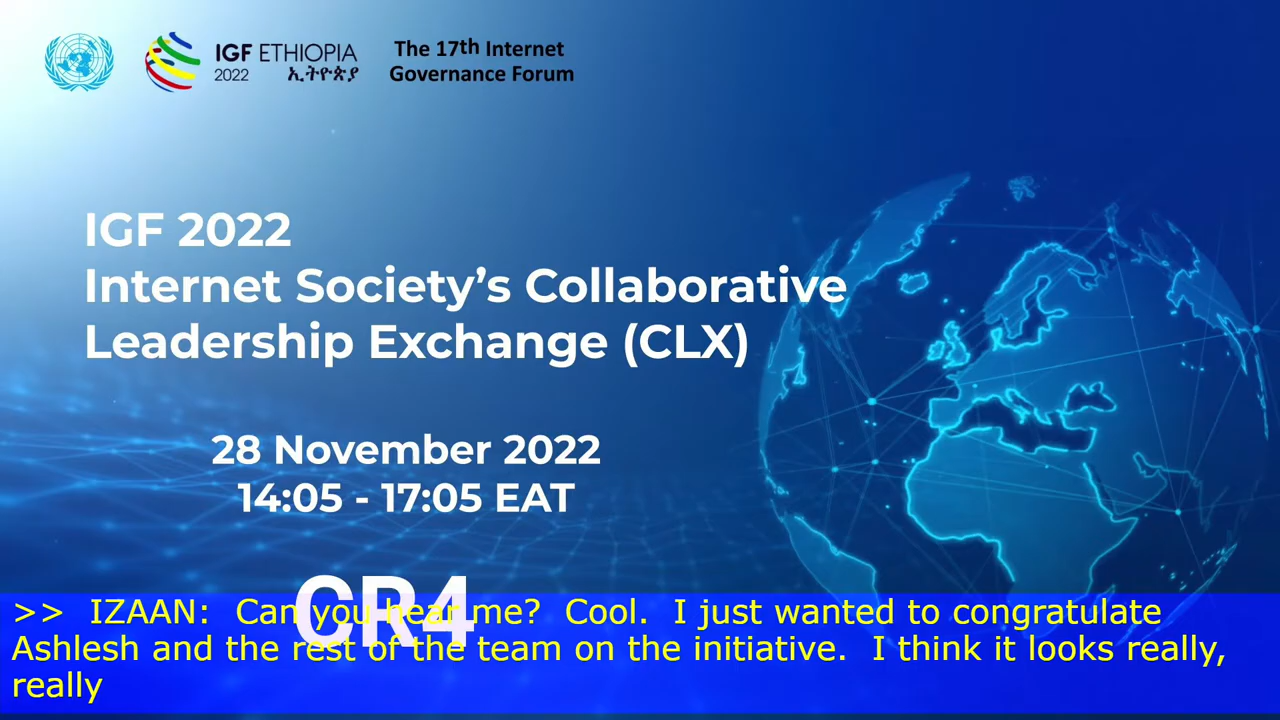 IGF ETHIOPIA
2022 ኢትዮጵያ
The 17th Internet
Governance Forum
IGF 2022
Internet Society’s Collaborative
Leadership Exchange (CLX)
28 November 2022
14:05 - 17:05 EAT
CR4
>> IZAAN: Can you hear me? Cool. I just wanted to congratulate
Ashlesh and the rest of the team on the initiative. I think it looks really,
really